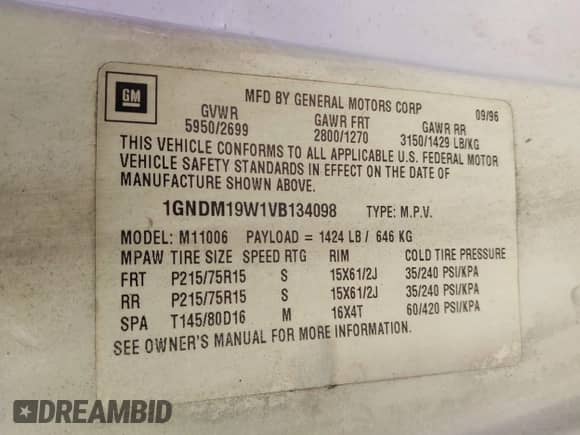 GM
MFD BY GENERAL MOTORS CORP 09/96
GVWR GAWR FRT GAWR RR
5950/2699 2800/1270 3150/1429 LB/KG
THIS VEHICLE CONFORMS TO ALL APPLICABLE U.S. FEDERAL MOTOR
VEHICLE SAFETY STANDARDS IN EFFECT ON THE DATE OF
MANUFACTURE SHOWN ABOVE.
1GNDM19W1VB134098 TYPE: M.P.V.
MODEL: M11006 PAYLOAD = 1424 LB / 646 KG
MPAW TIRE SIZE SPEED RTG RIM COLD TIRE PRESSURE
FRT P215/75R15 S 15X61/2J 35/240 PSI/KPA
RR P215/75R15 S 15X61/2J 35/240 PSI/KPA
SPA T145/80D16 M 16X4T 60/420 PSI/KPA
SEE OWNER'S MANUAL FOR MORE INFORMATION.
DREAMBID